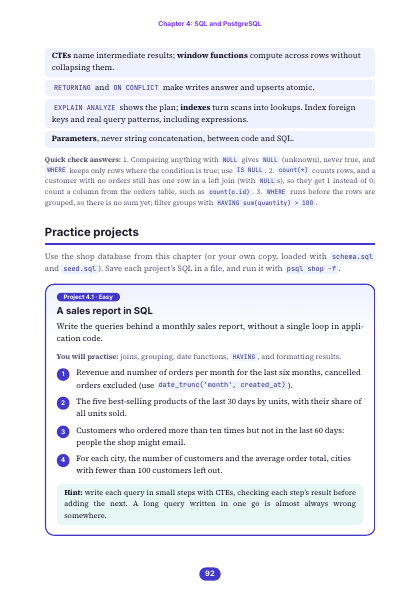 Chapter 4: SQL and PostgreSQL
CTEs name intermediate results; window functions compute across rows without
collapsing them.
RETURNING and ON CONFLICT make writes answer and upserts atomic.
EXPLAIN ANALYZE shows the plan; indexes turn scans into lookups. Index foreign
keys and real query patterns, including expressions.
Parameters, never string concatenation, between code and SQL.
Quick check answers: 1. Comparing anything with NULL gives NULL (unknown), never true, and
WHERE keeps only rows where the condition is true; use IS NULL. 2. count(*) counts rows, and a
customer with no orders still has one row in a left join (with NULL s), so they get 1 instead of 0;
count a column from the orders table, such as count(o.id). 3. WHERE runs before the rows are
grouped, so there is no sum yet; filter groups with HAVING sum(quantity) > 100.
Practice projects
Use the shop database from this chapter (or your own copy, loaded with schema.sql
and seed.sql). Save each project's SQL in a file, and run it with psql shop -f.
Project 4.1 · Easy
A sales report in SQL
Write the queries behind a monthly sales report, without a single loop in appli-
cation code.
You will practise: joins, grouping, date functions, HAVING, and formatting results.
1 Revenue and number of orders per month for the last six months, cancelled
orders excluded (use date_trunc('month', created_at)).
2 The five best-selling products of the last 30 days by units, with their share of
all units sold.
3 Customers who ordered more than ten times but not in the last 60 days:
people the shop might email.
4 For each city, the number of customers and the average order total, cities
with fewer than 100 customers left out.
Hint: write each query in small steps with CTEs, checking each step's result before
adding the next. A long query written in one go is almost always wrong
somewhere.
92